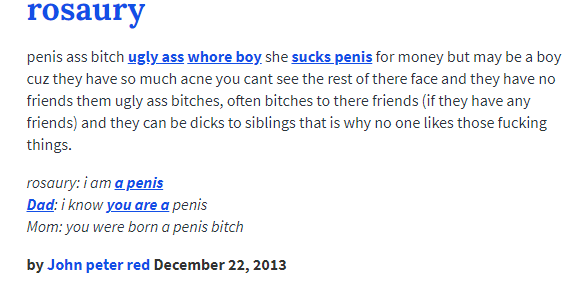 rosaury
penis ass bitch ugly ass whore boy she sucks penis for money but may be a boy
cuz they have so much acne you cant see the rest of there face and they have no
friends them ugly ass bitches, often bitches to there friends (if they have any
friends) and they can be dicks to siblings that is why no one likes those fucking
things.
rosaury: i am a penis
Dad: i know you are a penis
Mom: you were born a penis bitch
by John peter red December 22, 2013